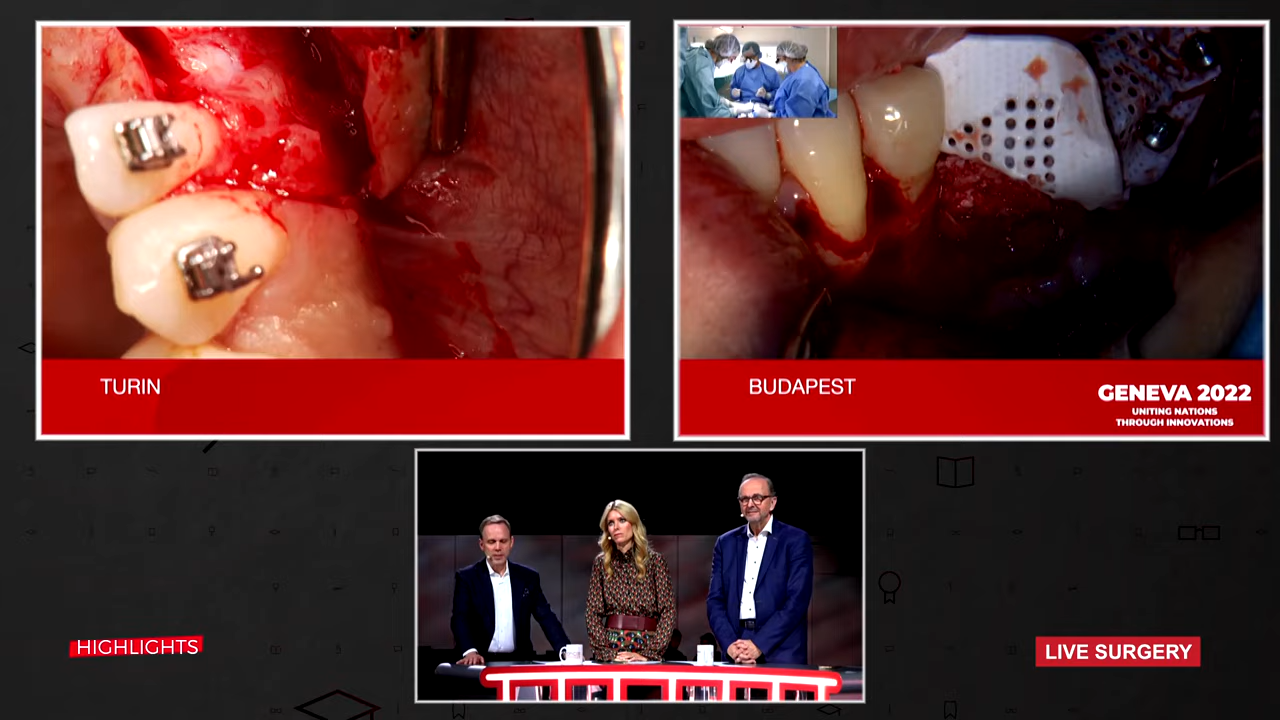 TURIN
BUDAPEST
GENEVA 2022
UNITING NATIONS
THROUGH INNOVATIONS
HIGHLIGHTS
LIVE SURGERY